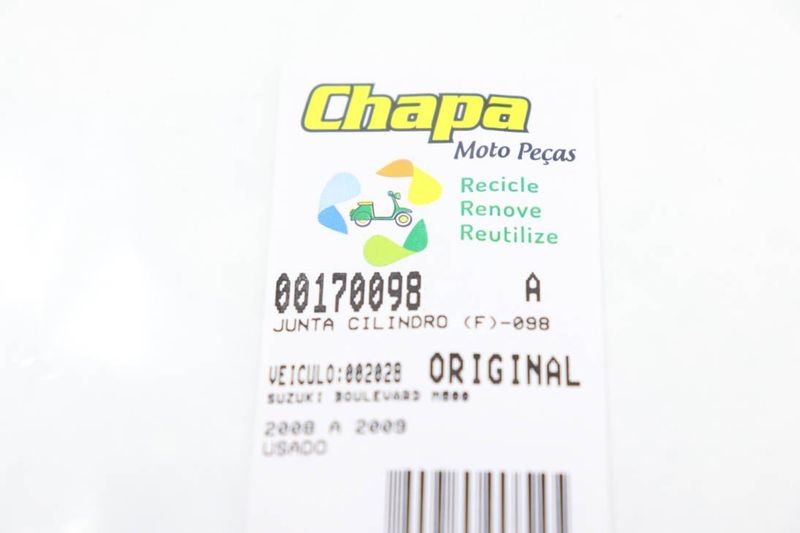 Chapa
Moto Peças
Recicle
Renove
Reutilize
00170098 A
JUNTA CILINDRO (F)-098
VEICULO:002028 ORIGINAL
SUZUKI BOULEVARD M800
2008 A 2009
USADO